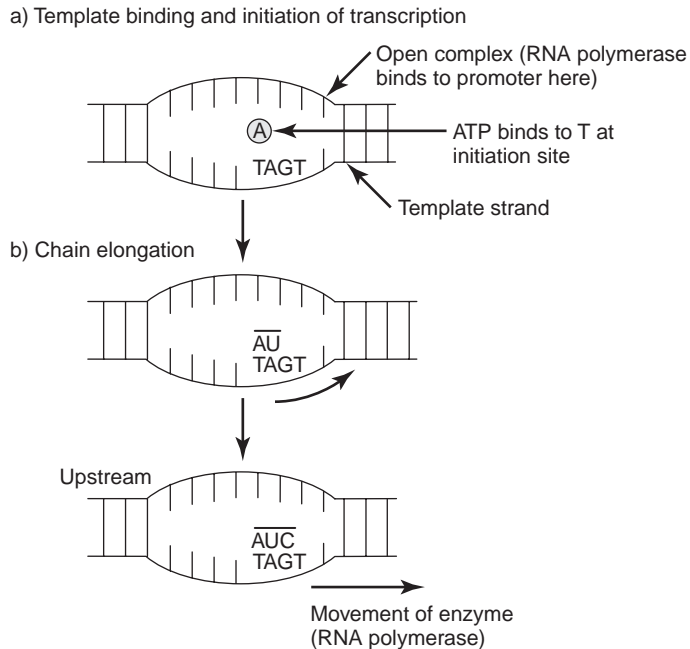 a) Template binding and initiation of transcription
Open complex (RNA polymerase
binds to promoter here)
A
ATP binds to T at
initiation site
TAGT
Template strand
b) Chain elongation
AU
TAGT
Upstream
AUC
TAGT
Movement of enzyme
(RNA polymerase)